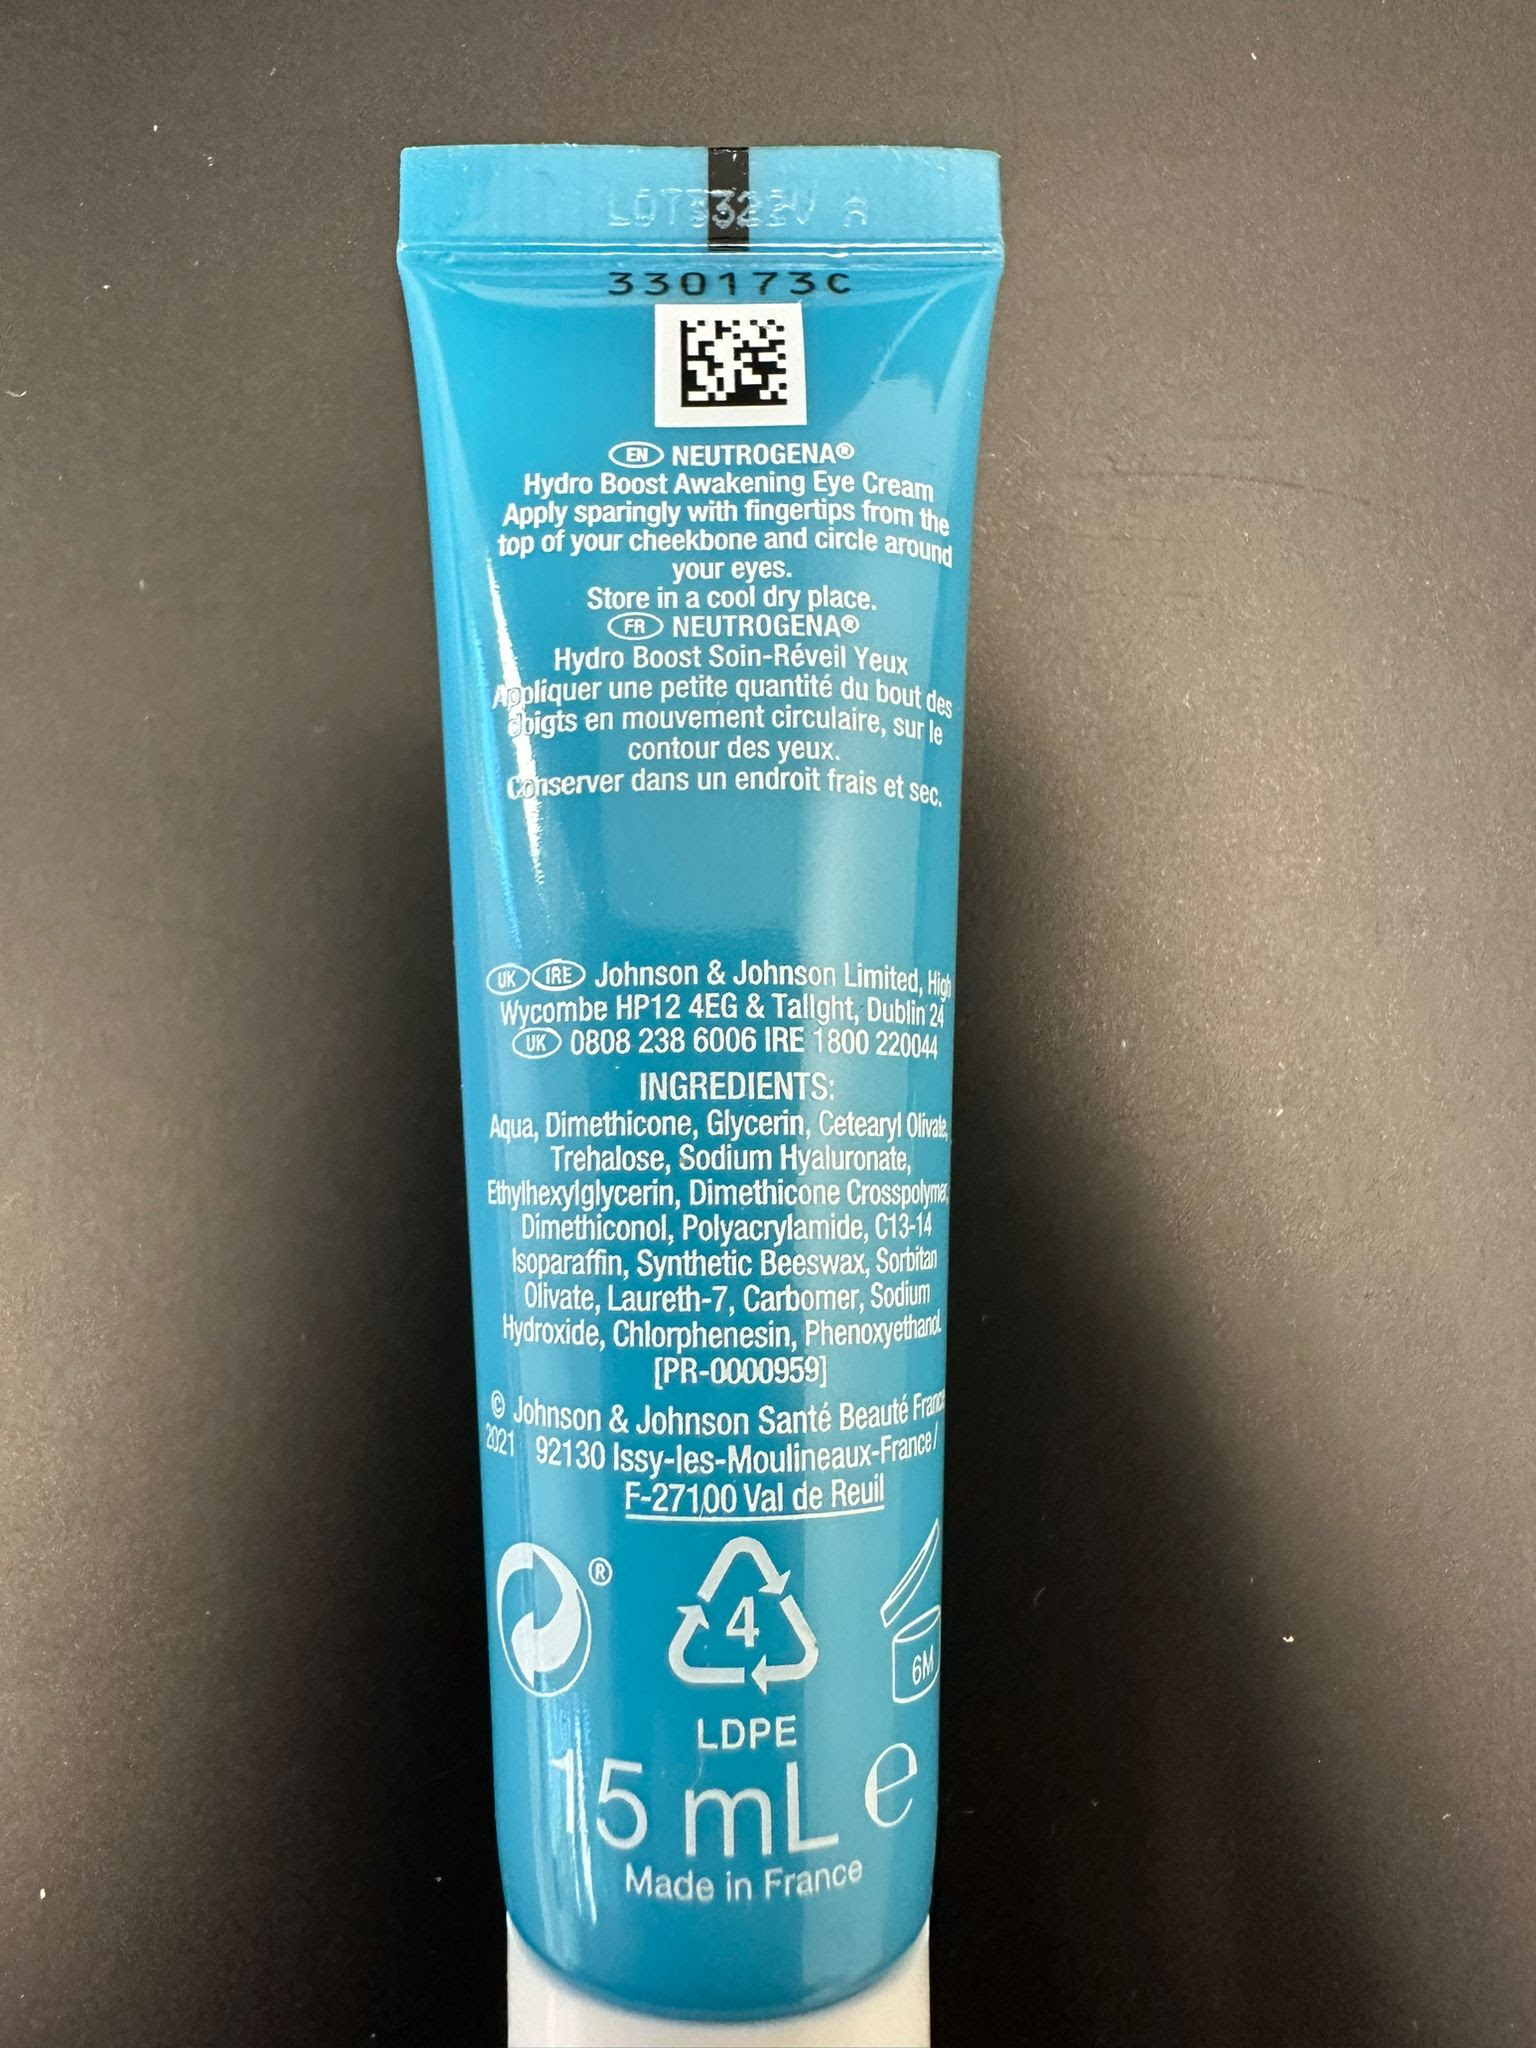 330173C
EN NEUTROGENA®
Hydro Boost Awakening Eye Cream
Apply sparingly with fingertips from the
top of your cheekbone and circle around
your eyes.
Store in a cool dry place.
FR NEUTROGENA®
Hydro Boost Soin-Réveil Yeux
Appliquer une petite quantité du bout des
doigts en mouvement circulaire, sur le
contour des yeux.
Conserver dans un endroit frais et sec.
UK IRE Johnson & Johnson Limited, High
Wycombe HP12 4EG & Tallght, Dublin 24
UK 0808 238 6006 IRE 1800 220044
INGREDIENTS:
Aqua, Dimethicone, Glycerin, Cetearyl Olivate,
Trehalose, Sodium Hyaluronate,
Ethylhexylglycerin, Dimethicone Crosspolymer,
Dimethiconol, Polyacrylamide, C13-14
Isoparaffin, Synthetic Beeswax, Sorbitan
Olivate, Laureth-7, Carbomer, Sodium
Hydroxide, Chlorphenesin, Phenoxyethanol.
[PR-0000959]
© Johnson & Johnson Santé Beauté France
2021 92130 Issy-les-Moulineaux-France/
F-27100 Val de Reuil
®
4
6M
LDPE
15 mL e
Made in France